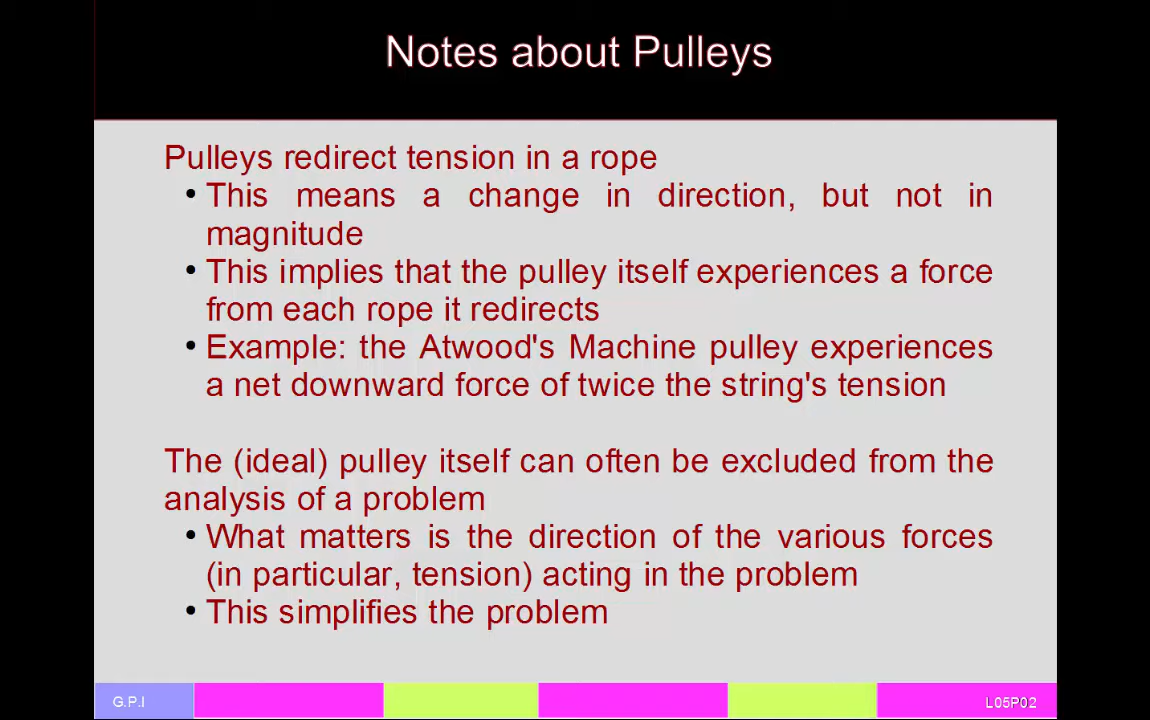 Notes about Pulleys
Pulleys redirect tension in a rope
• This means a change in direction, but not in
magnitude
• This implies that the pulley itself experiences a force
from each rope it redirects
• Example: the Atwood's Machine pulley experiences
a net downward force of twice the string's tension
The (ideal) pulley itself can often be excluded from the
analysis of a problem
• What matters is the direction of the various forces
(in particular, tension) acting in the problem
• This simplifies the problem
G.P.I
L05P02